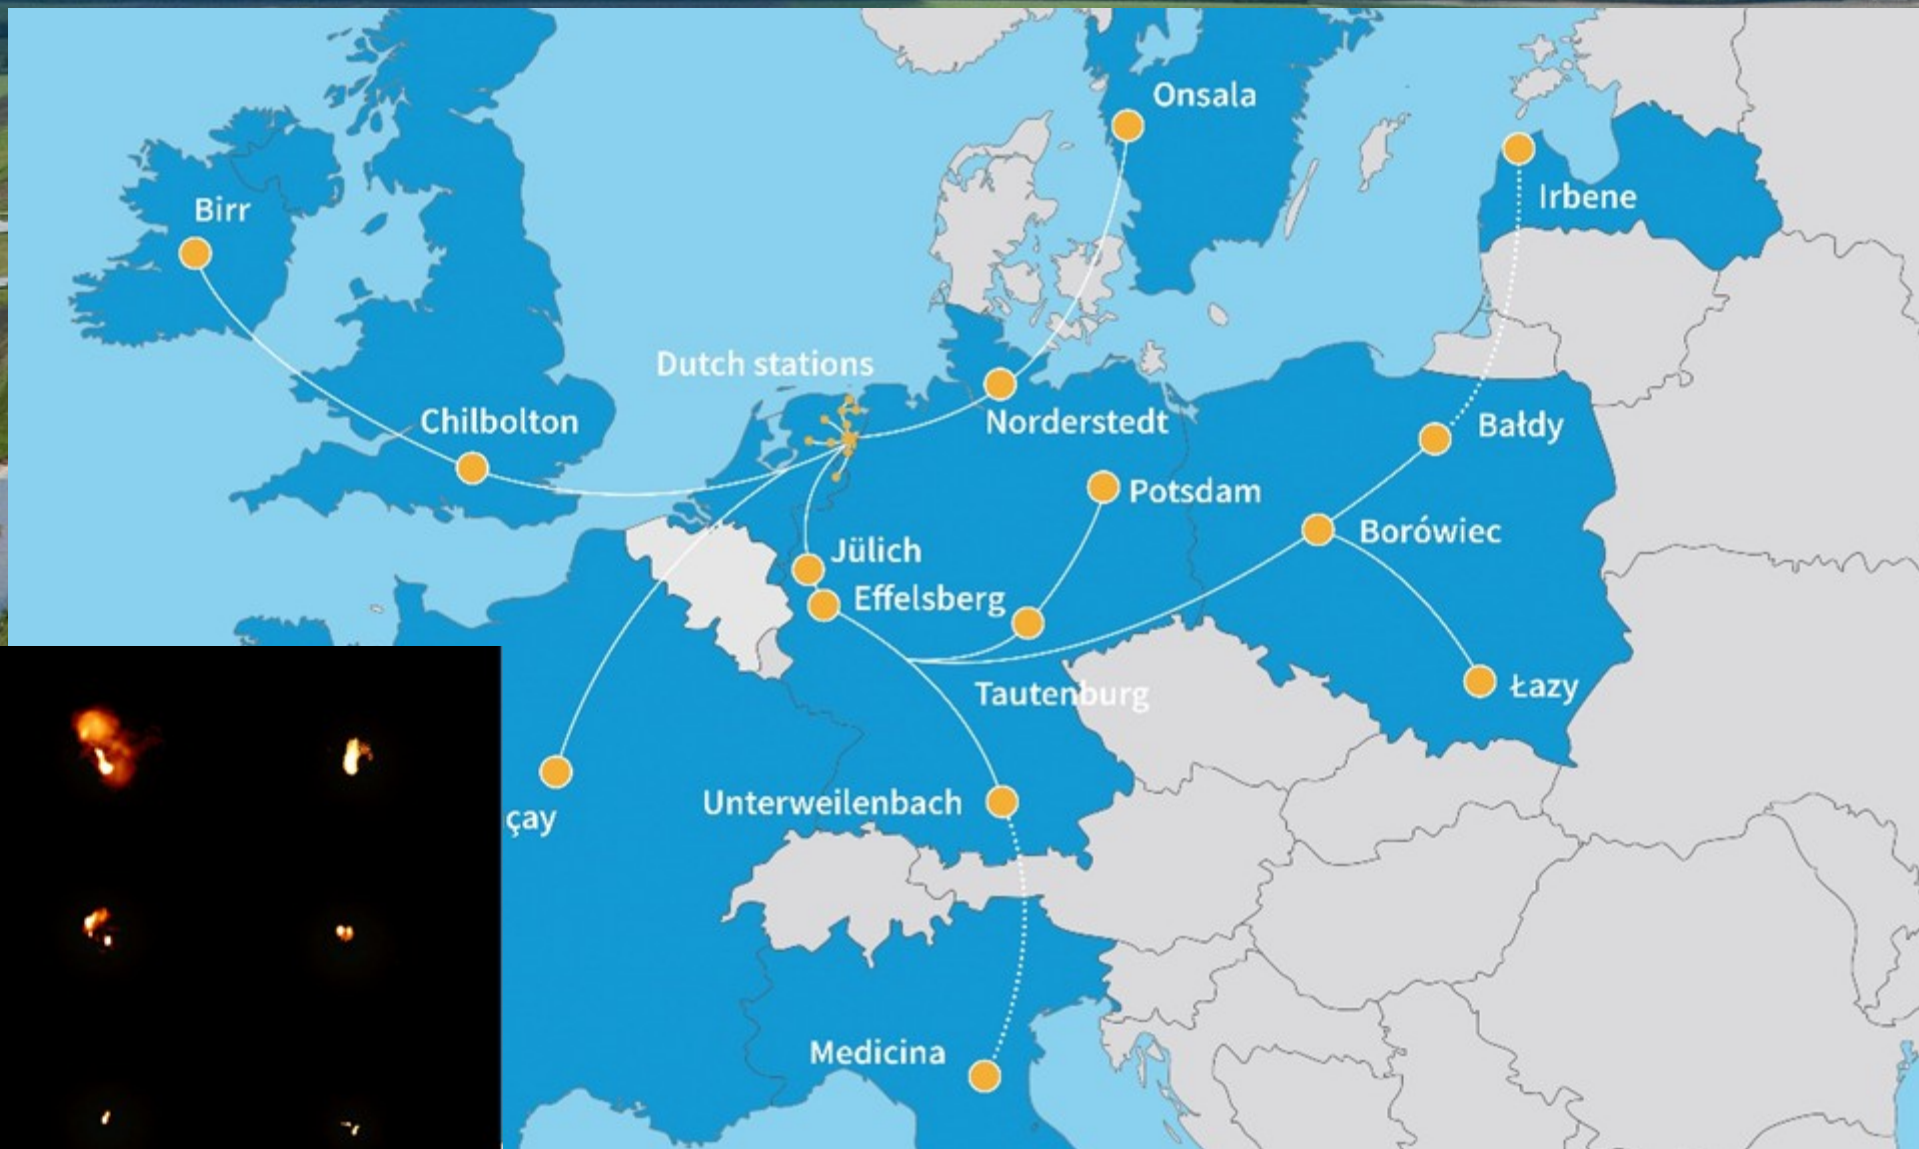 Onsala
Irbene
Birr
Dutch stations
Chilbolton
Norderstedt
Bałdy
Potsdam
Borówiec
Jülich
Effelsberg
Tautenburg
Łazy
Unterweilenbach
çay
Medicina